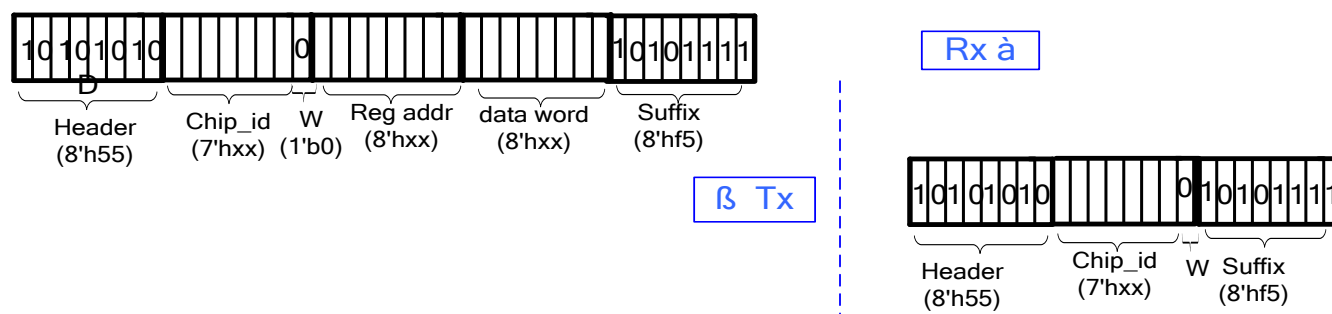 10101010 0 10101111
D
Header Chip_id W Reg addr data word Suffix
(8'h55) (7'hxx) (1'b0) (8'hxx) (8'hxx) (8'hf5)
Rx à
ß Tx
10101010 0 10101111
Header Chip_id W Suffix
(8'h55) (7'hxx) (8'hf5)